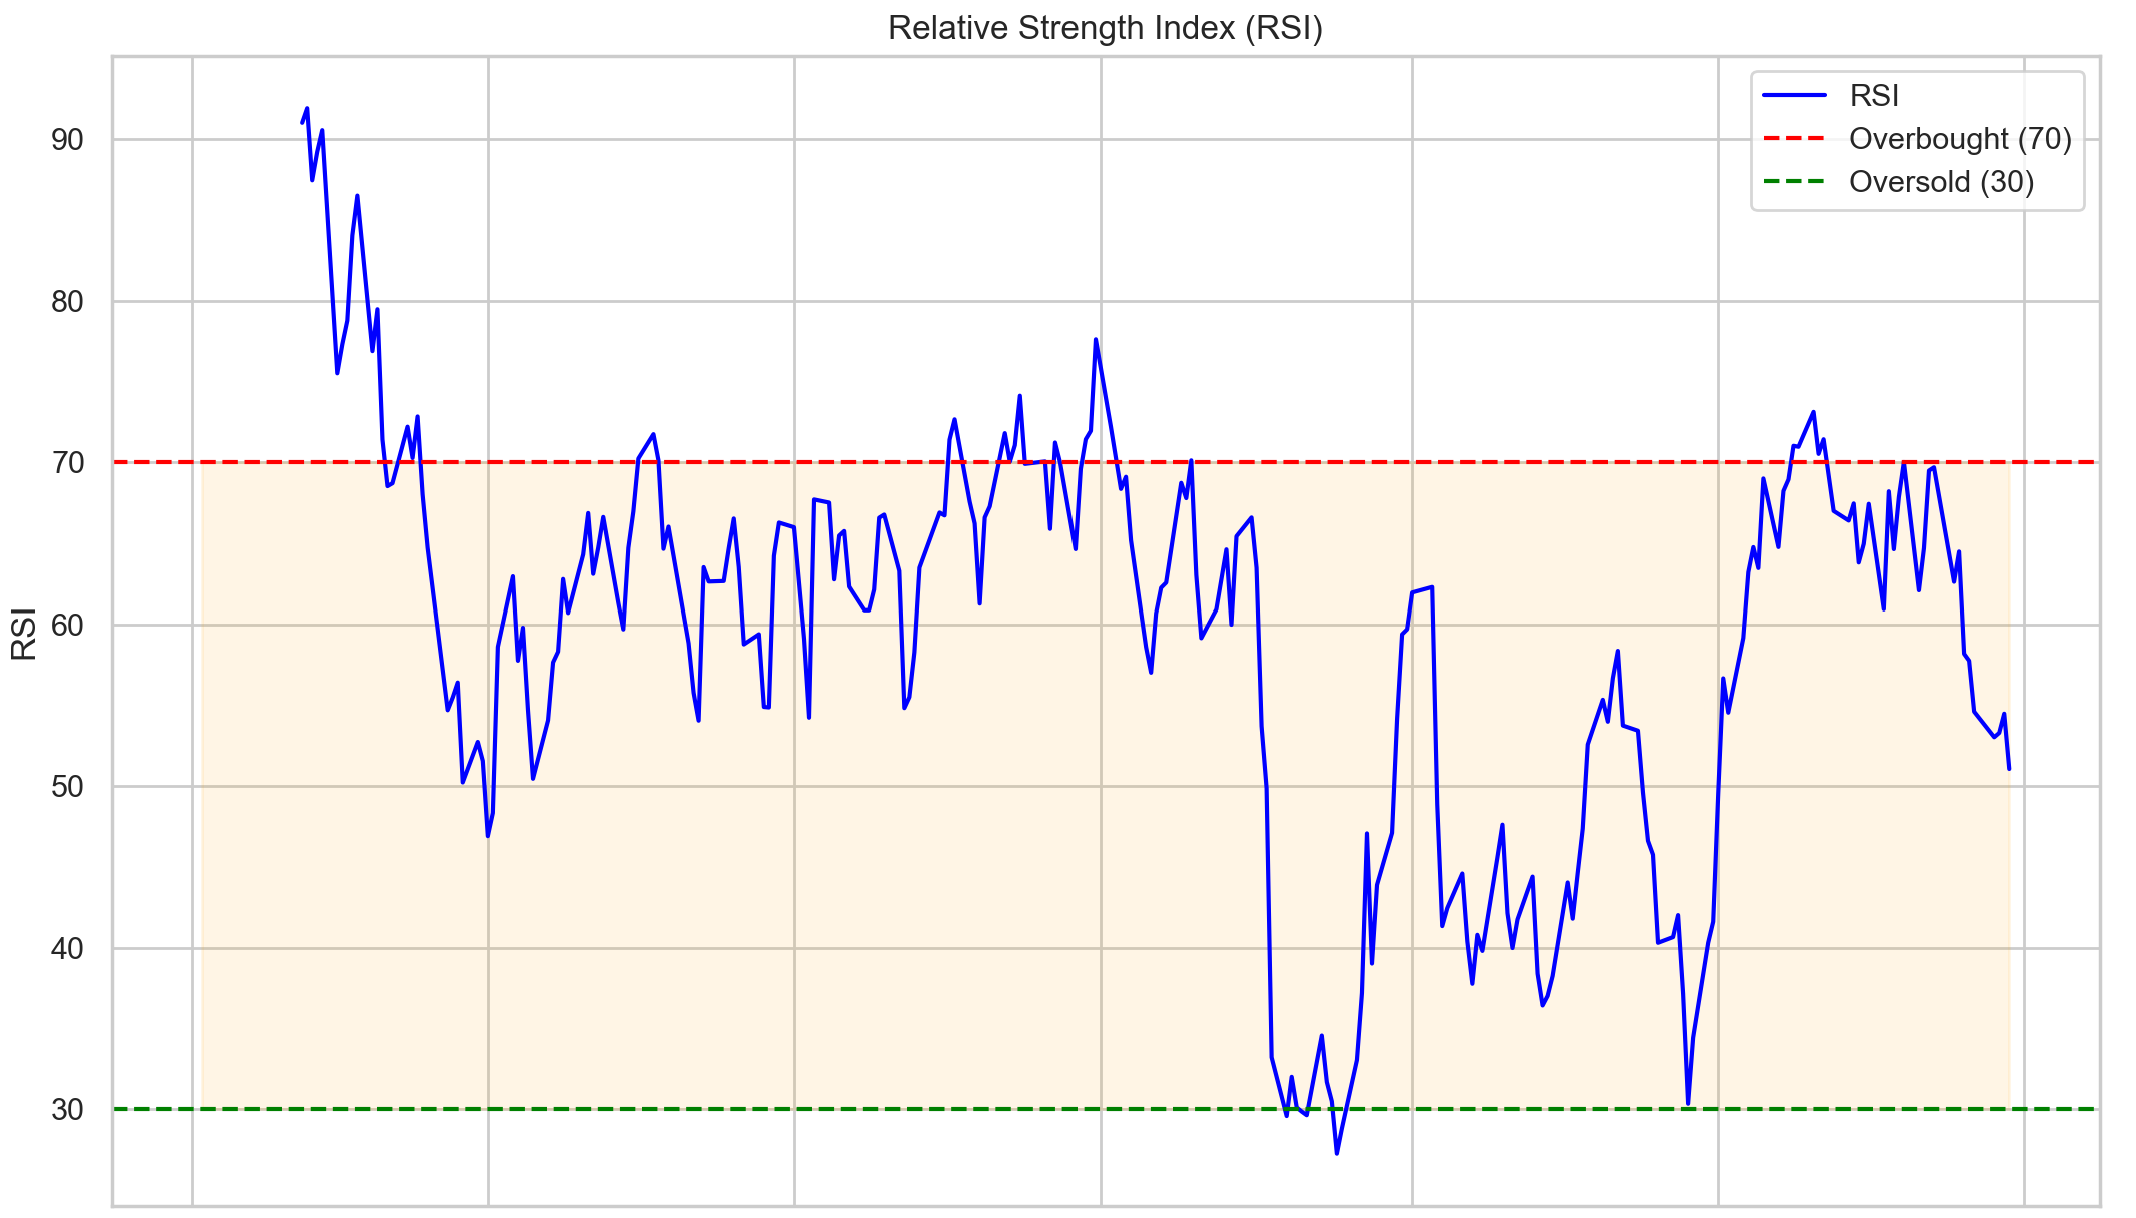 Relative Strength Index (RSI)
RSI
Overbought (70)
Oversold (30)
90
80
70
60
50
40
30
RSI